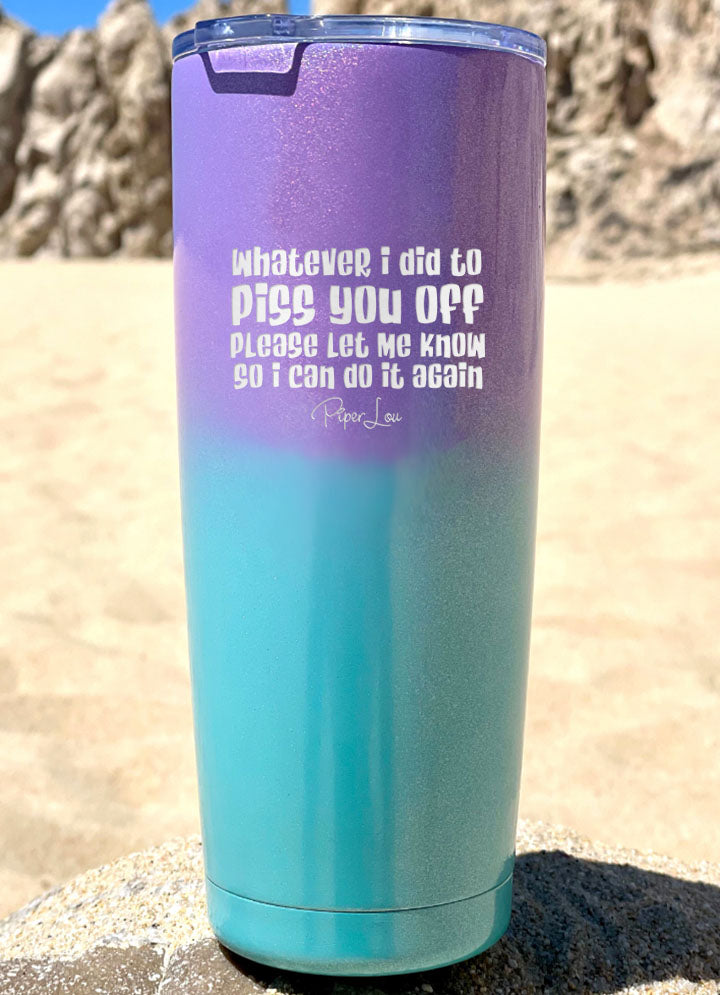 Whatever i did to
piss you off
please let me know
so i can do it again
Piper Lou